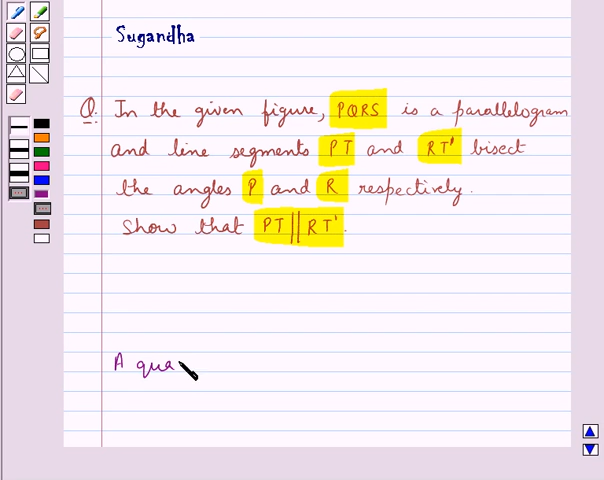 Sugandha
Q. In the given figure, PQRS is a parallelogram
and line segments PT and RT' bisect
the angles P and R respectively.
Show that PT||RT'.
A qua